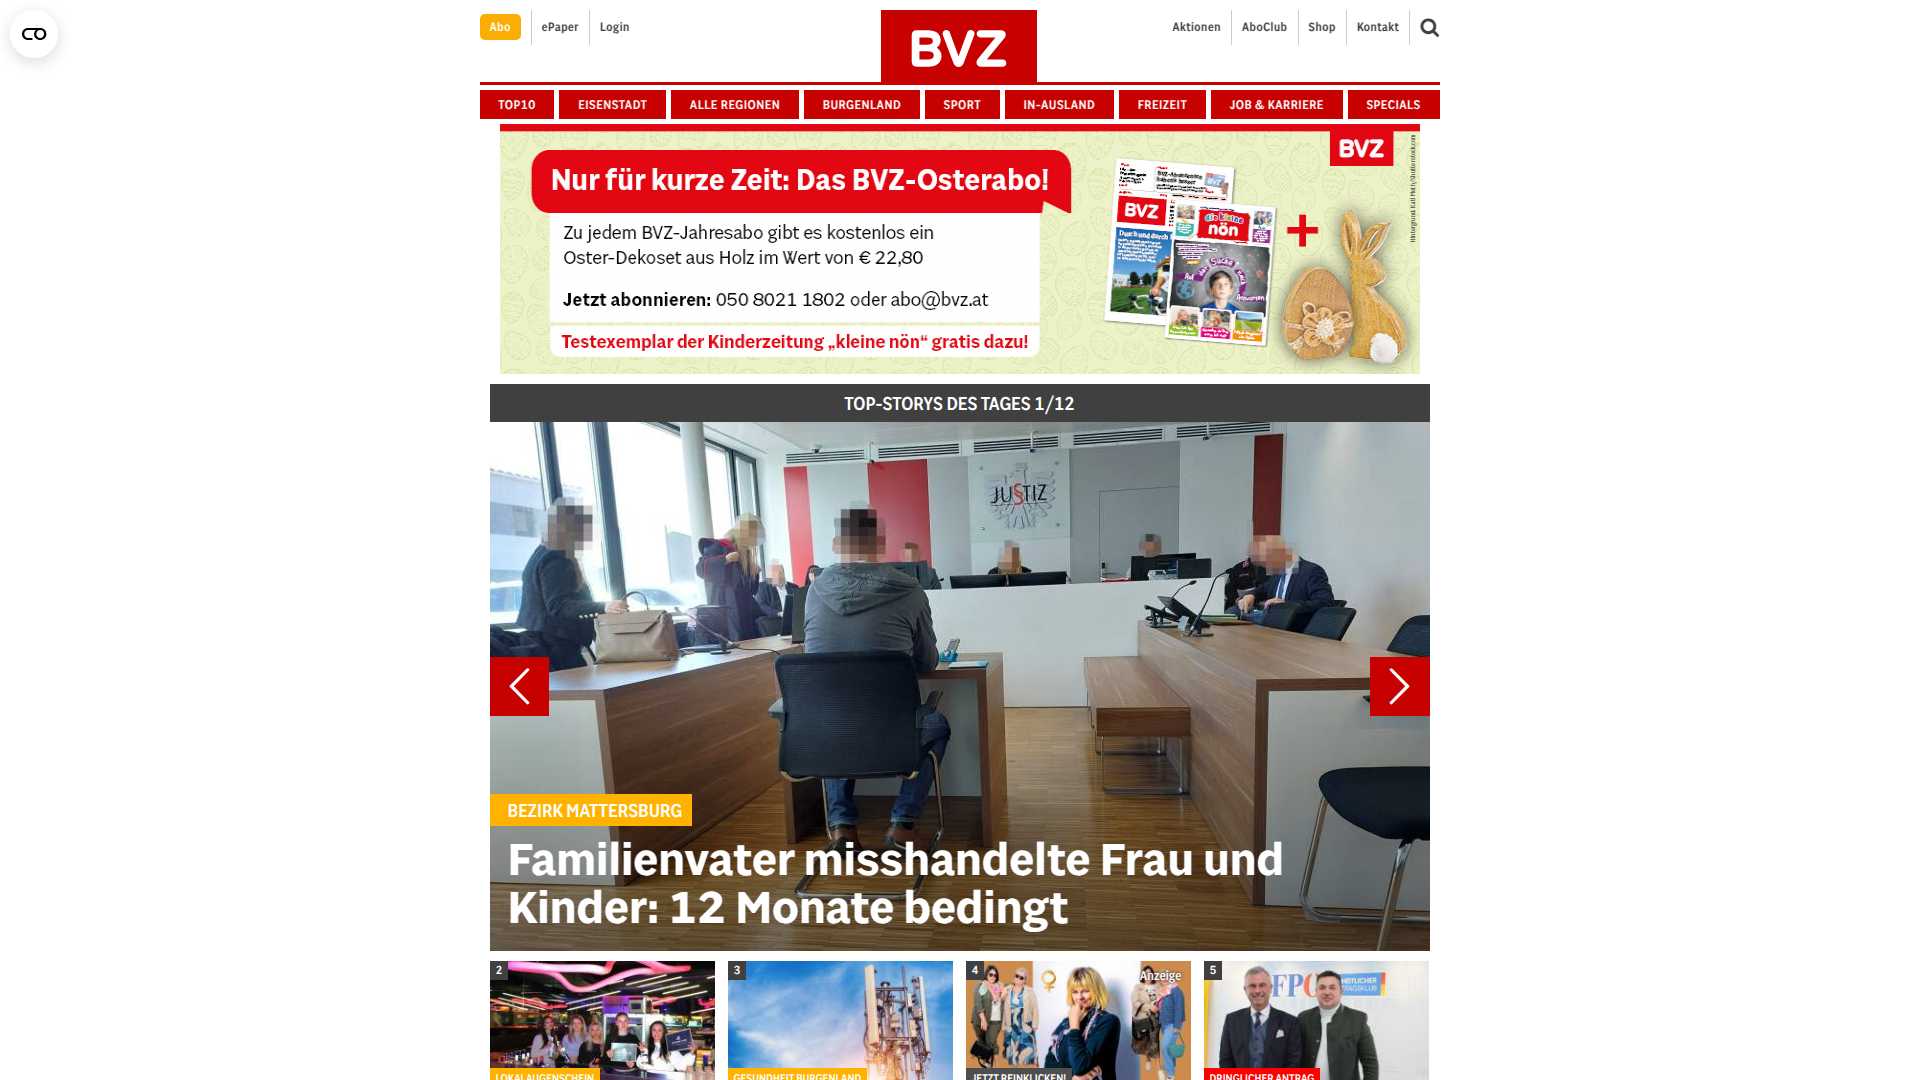 Abo
ePaper
Login
BVZ
Aktionen
AboClub
Shop
Kontakt
TOP10
EISENSTADT
ALLE REGIONEN
BURGENLAND
SPORT
IN-AUSLAND
FREIZEIT
JOB & KARRIERE
SPECIALS
BVZ
Nur für kurze Zeit: Das BVZ-Osterabo!
Zu jedem BVZ-Jahresabo gibt es kostenlos ein
Oster-Dekoset aus Holz im Wert von € 22,80
Jetzt abonnieren: 050 8021 1802 oder abo@bvz.at
Testexemplar der Kinderzeitung „kleine nön“ gratis dazu!
BVZ
die kleine
nön
+
TOP-STORYS DES TAGES 1/12
JUSTIZ
BEZIRK MATTERSBURG
Familienvater misshandelte Frau und
Kinder: 12 Monate bedingt
2
3
4
Anzeige
5
LOKALAUGENSCHEIN
GESUNDHEIT BURGENLAND
JETZT REINKLICKEN!
DRINGLICHER ANTRAG